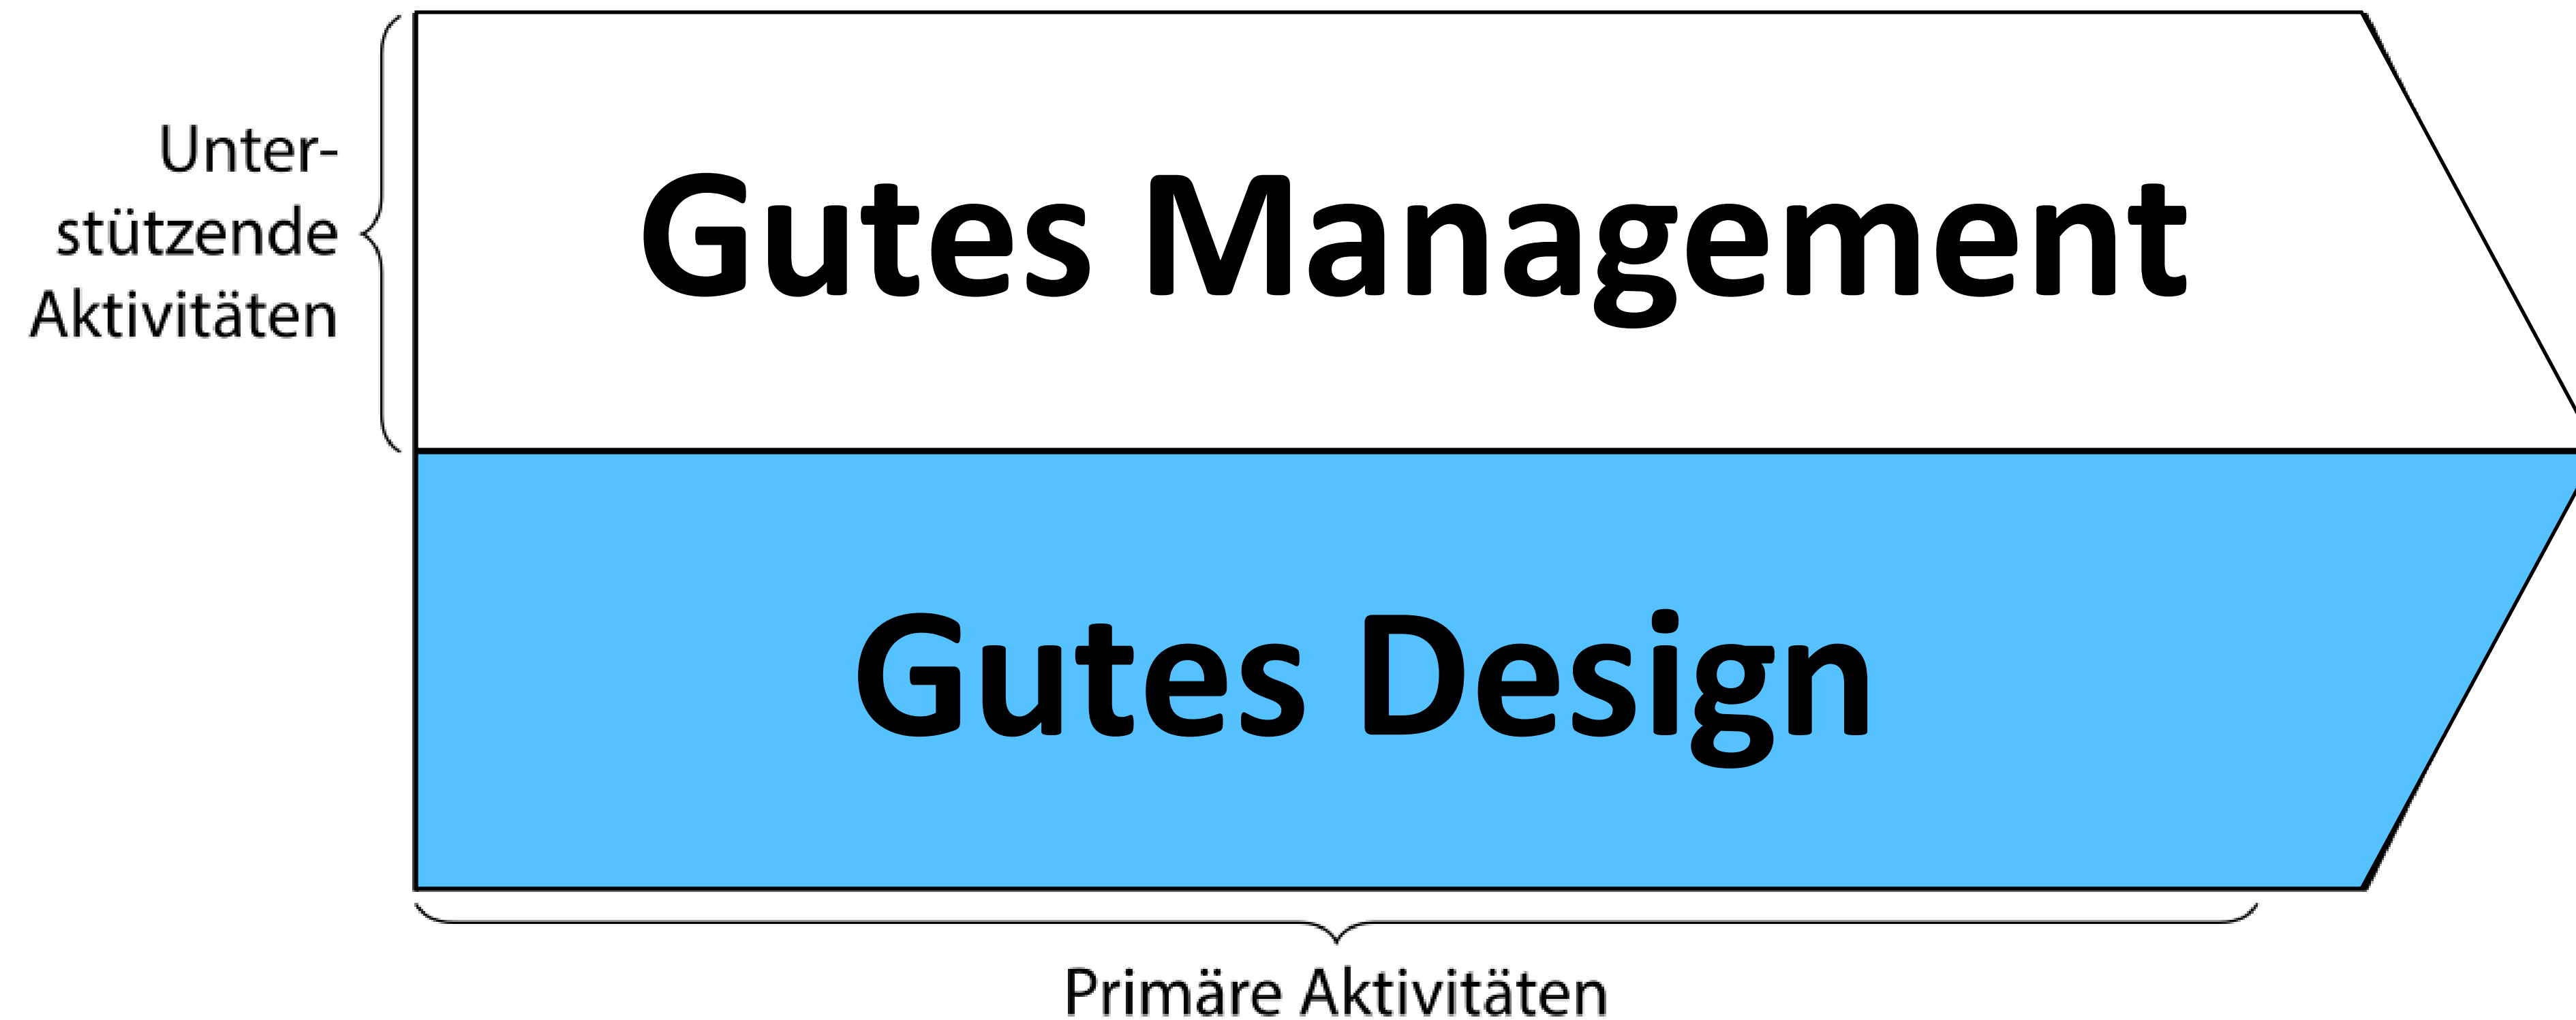 Unter-
stützende
Aktivitäten
Gutes Management
Gutes Design
Primäre Aktivitäten